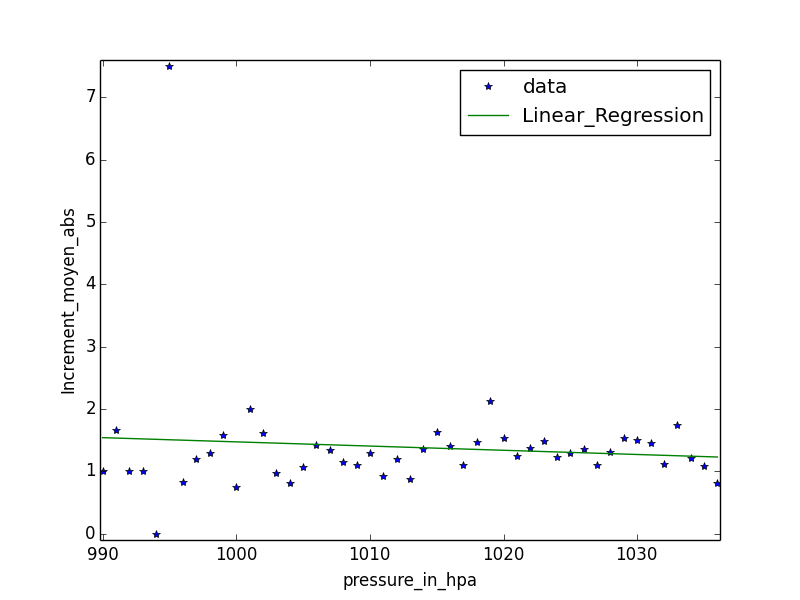 data
Linear_Regression
7
6
5
4
3
2
1
0
Increment_moyen_abs
990 1000 1010 1020 1030
pressure_in_hpa